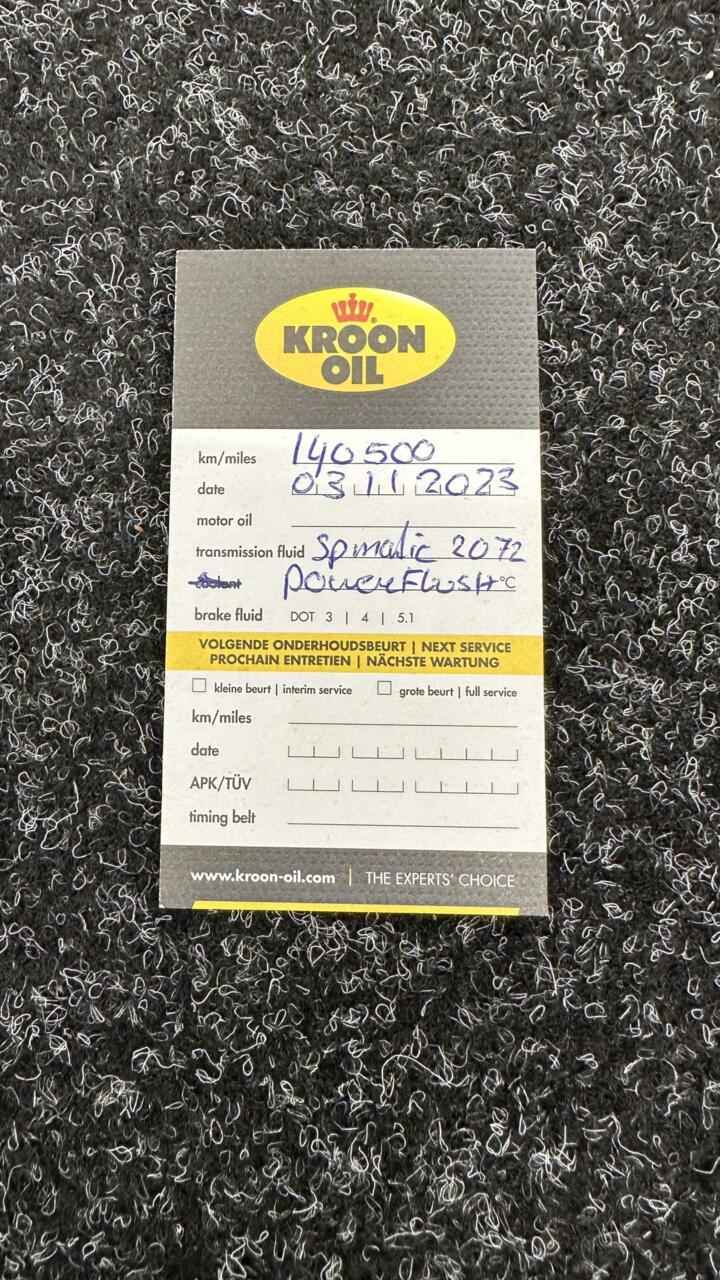 KROON
OIL
km/miles 140 500
date 03 11 2023
motor oil
transmission fluid SPmatic 2072
coolant PowerFlush °C
brake fluid DOT 3 | 4 | 5.1
VOLGENDE ONDERHOUDSBEURT | NEXT SERVICE
PROCHAIN ENTRETIEN | NÄCHSTE WARTUNG
kleine beurt | interim service grote beurt | full service
km/miles
date
APK/TÜV
timing belt
www.kroon-oil.com | THE EXPERTS' CHOICE